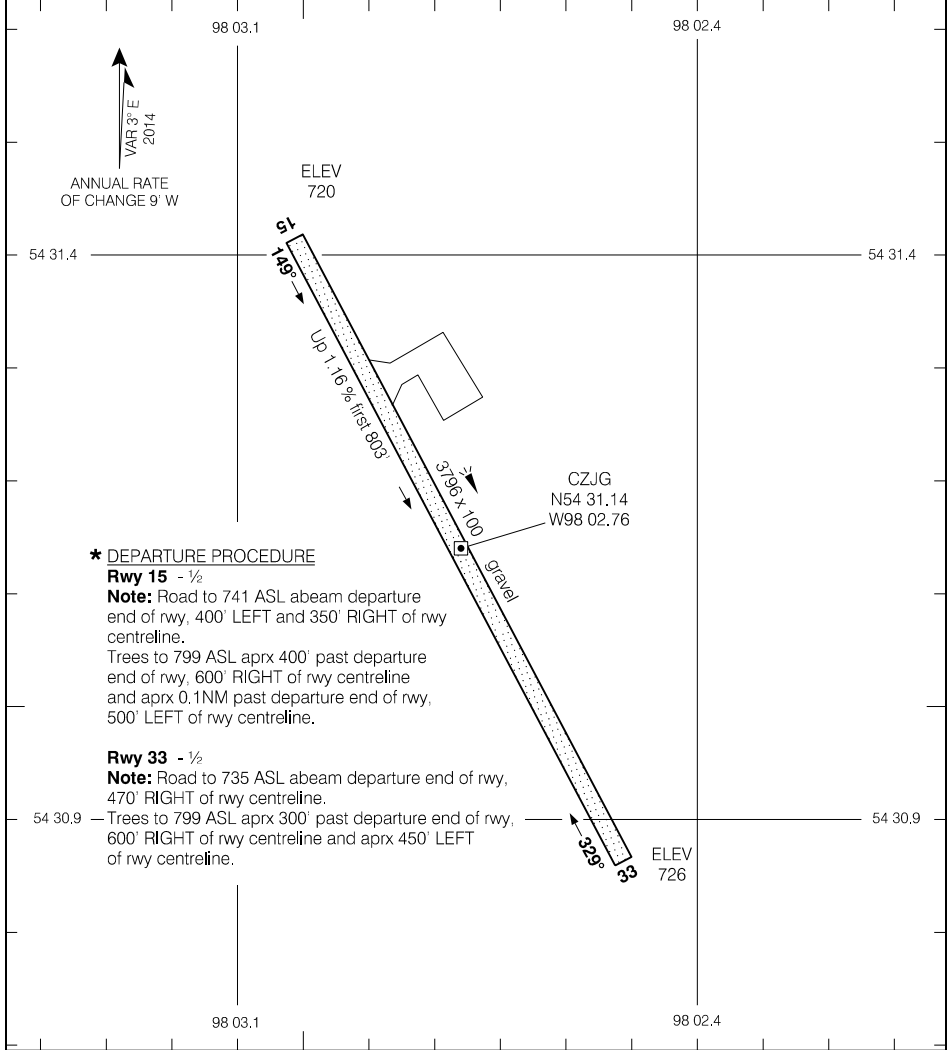 98 03.1
98 02.4
VAR 3° E
2014
ANNUAL RATE
OF CHANGE 9' W
ELEV
720
15
54 31.4
54 31.4
149°
Up 1.16 % first 803'
3796 x 100
gravel
CZJG
N54 31.14
W98 02.76
* DEPARTURE PROCEDURE
Rwy 15 - ½
Note: Road to 741 ASL abeam departure
end of rwy, 400' LEFT and 350' RIGHT of rwy
centreline.
Trees to 799 ASL aprx 400' past departure
end of rwy, 600' RIGHT of rwy centreline
and aprx 0.1NM past departure end of rwy,
500' LEFT of rwy centreline.
Rwy 33 - ½
Note: Road to 735 ASL abeam departure end of rwy,
470' RIGHT of rwy centreline.
Trees to 799 ASL aprx 300' past departure end of rwy,
600' RIGHT of rwy centreline and aprx 450' LEFT
of rwy centreline.
54 30.9
54 30.9
329°
33
ELEV
726
98 03.1
98 02.4